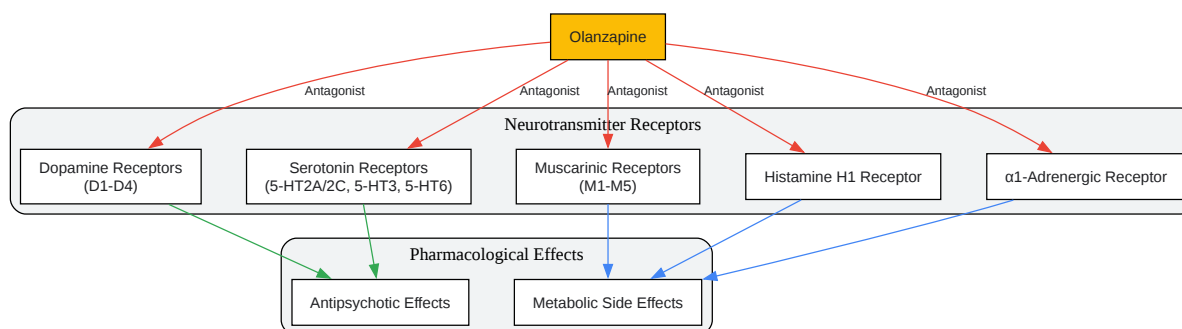 Olanzapine
Antagonist
Antagonist
Antagonist
Antagonist
Antagonist
Neurotransmitter Receptors
Dopamine Receptors
(D1-D4)
Serotonin Receptors
(5-HT2A/2C, 5-HT3, 5-HT6)
Muscarinic Receptors
(M1-M5)
Histamine H1 Receptor
α1-Adrenergic Receptor
Pharmacological Effects
Antipsychotic Effects
Metabolic Side Effects